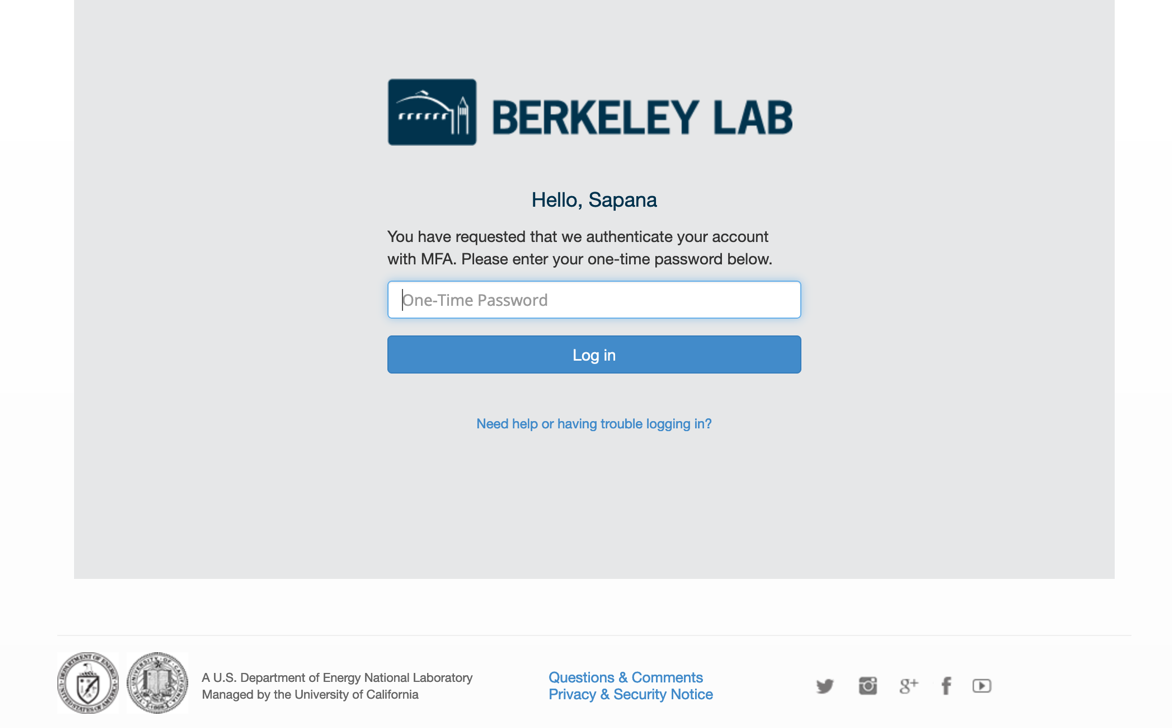 BERKELEY LAB
Hello, Sapana
You have requested that we authenticate your account
with MFA. Please enter your one-time password below.
One-Time Password
Log in
Need help or having trouble logging in?
A U.S. Department of Energy National Laboratory
Managed by the University of California
Questions & Comments
Privacy & Security Notice